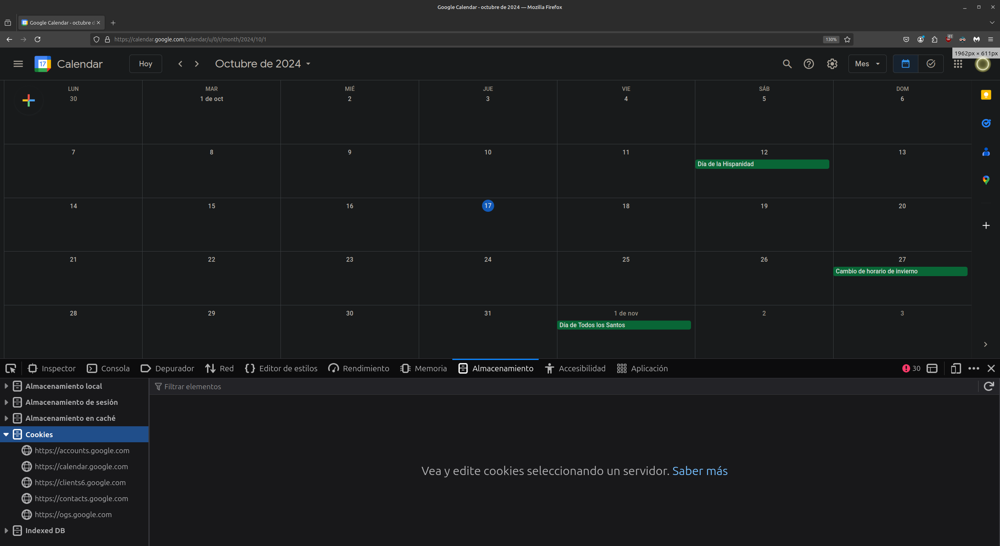 Google Calendar - octubre de 2024 — Mozilla Firefox
Google Calendar - octubre d
https://calendar.google.com/calendar/u/0/r/month/2024/10/1
130%
41
1962px × 611px
17
Calendar
Hoy
Octubre de 2024
Mes
LUN MAR MIÉ JUE VIE SÁB DOM
30 1 de oct 2 3 4 5 6
7 8 9 10 11 12 13
Día de la Hispanidad
14 15 16 17 18 19 20
21 22 23 24 25 26 27
Cambio de horario de invierno
28 29 30 31 1 de nov 2 3
Día de Todos los Santos
Inspector Consola Depurador Red Editor de estilos Rendimiento Memoria Almacenamiento Accesibilidad Aplicación 30
Almacenamiento local
Almacenamiento de sesión
Almacenamiento en caché
Cookies
https://accounts.google.com
https://calendar.google.com
https://clients6.google.com
https://contacts.google.com
https://ogs.google.com
Indexed DB
Filtrar elementos
Vea y edite cookies seleccionando un servidor. Saber más